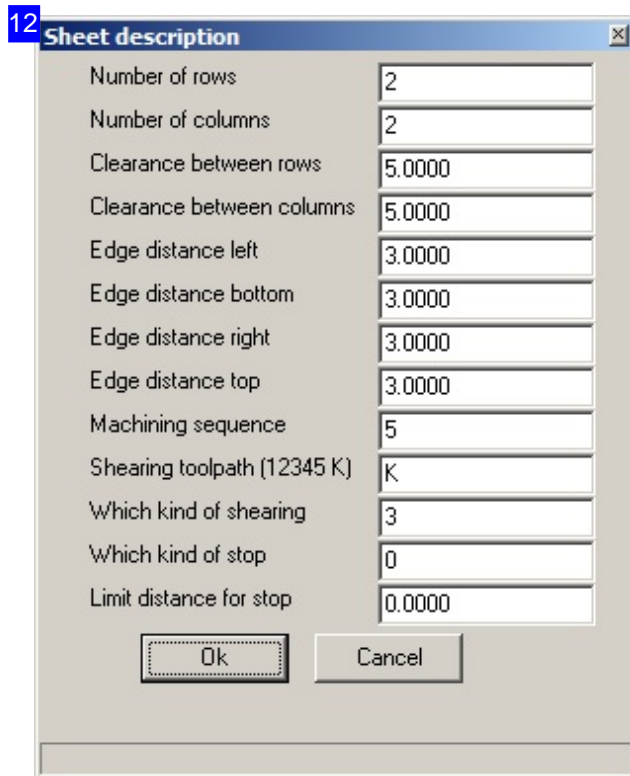 12
Sheet description
Number of rows 2
Number of columns 2
Clearance between rows 5.0000
Clearance between columns 5.0000
Edge distance left 3.0000
Edge distance bottom 3.0000
Edge distance right 3.0000
Edge distance top 3.0000
Machining sequence 5
Shearing toolpath (12345 K) K
Which kind of shearing 3
Which kind of stop 0
Limit distance for stop 0.0000
Ok Cancel